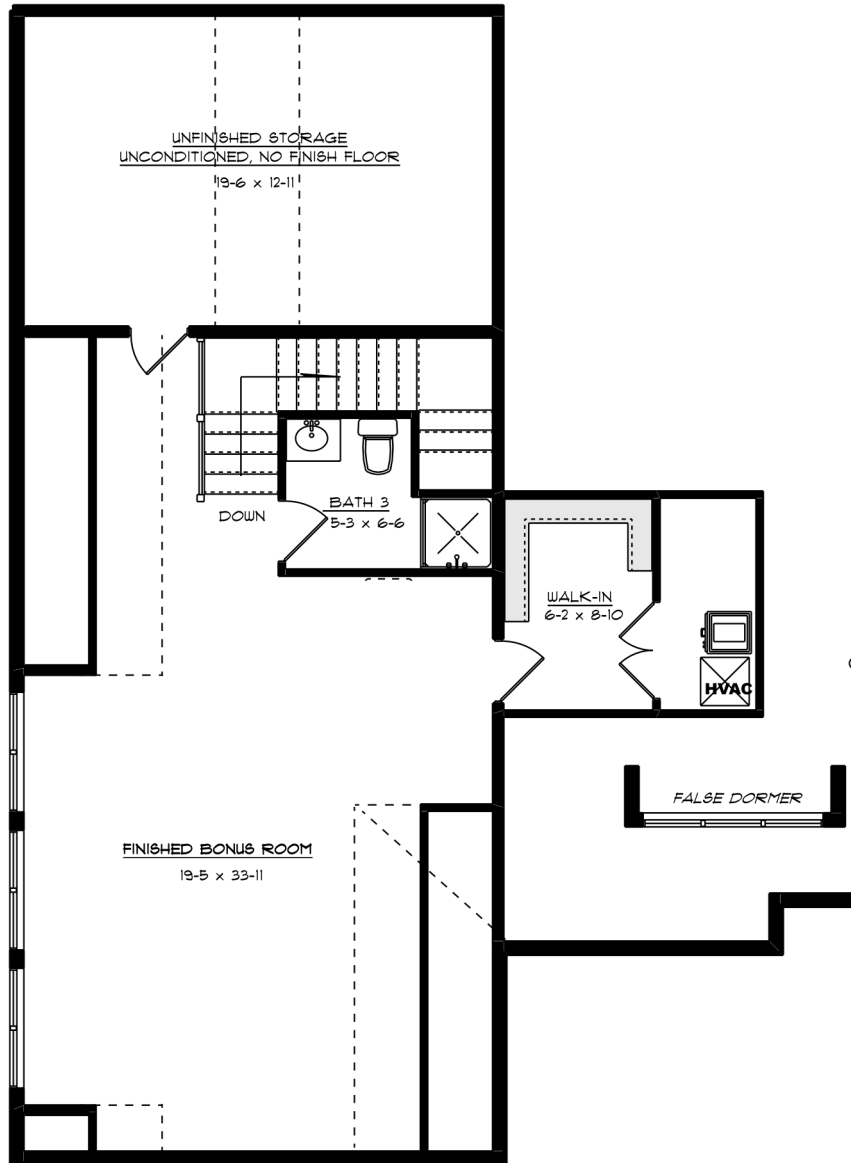 UNFINISHED STORAGE
UNCONDITIONED, NO FINISH FLOOR
19-6 x 12-11
DOWN
BATH 3
5-3 x 6-6
WALK-IN
6-2 x 8-10
HVAC
FALSE DORMER
FINISHED BONUS ROOM
19-5 x 33-11